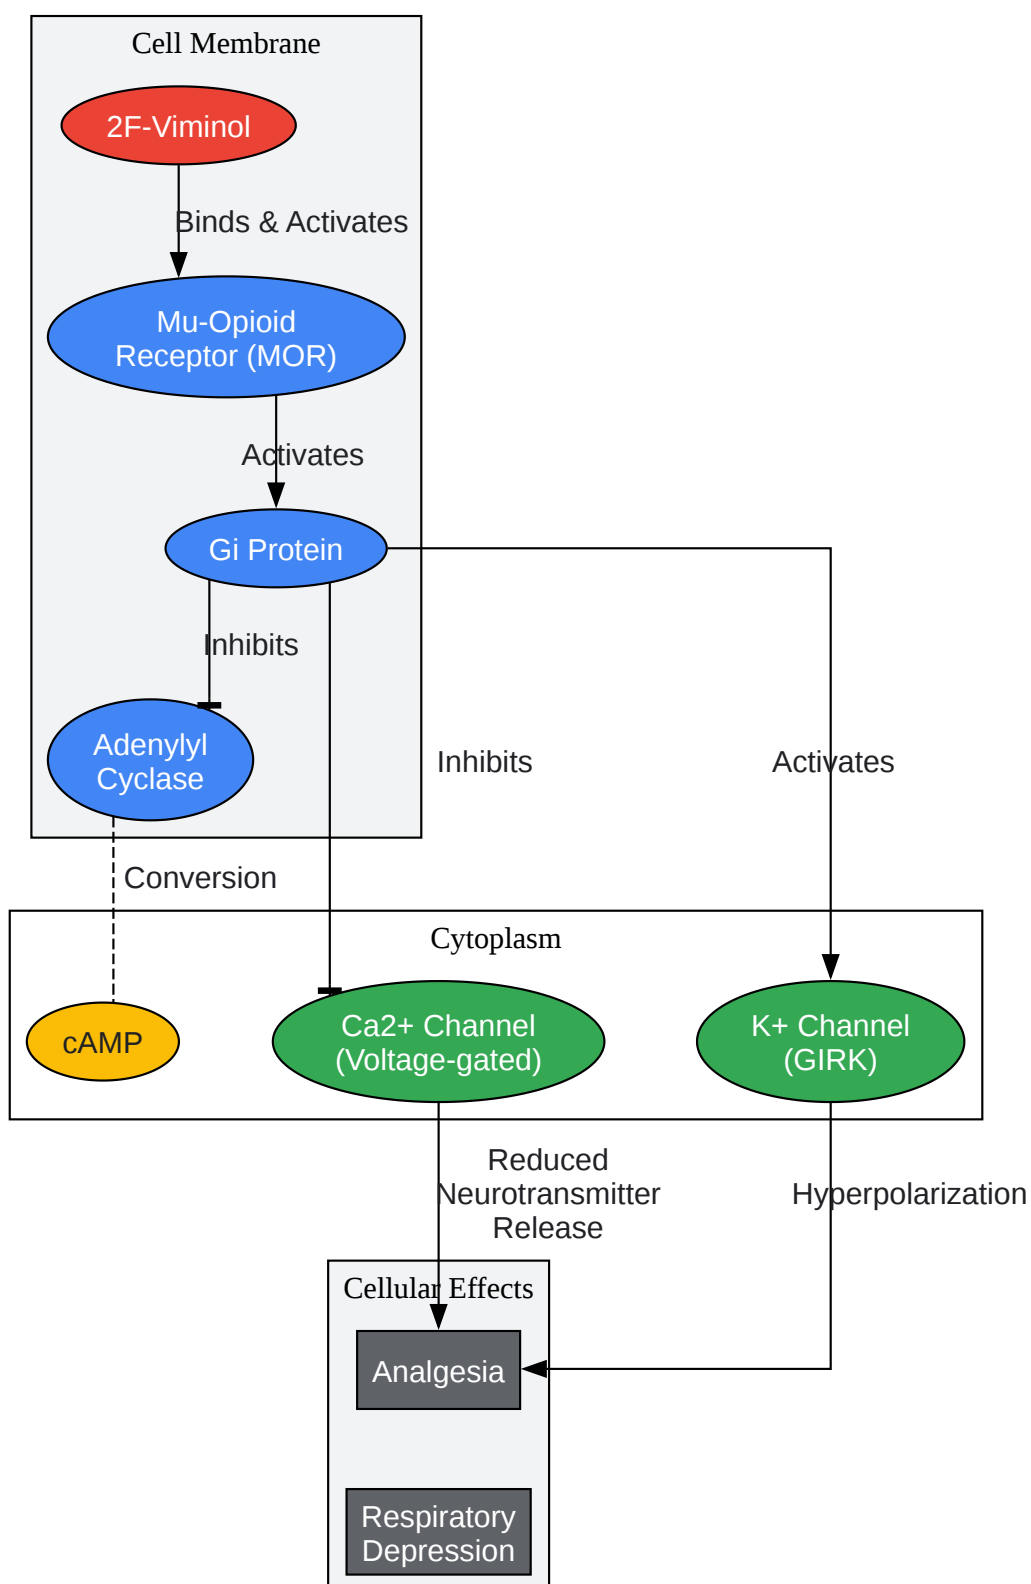 Cell Membrane
2F-Viminol
Binds & Activates
Mu-Opioid
Receptor (MOR)
Activates
Gi Protein
Inhibits
Adenylyl
Cyclase
Inhibits
Activates
Conversion
Cytoplasm
cAMP
Ca2+ Channel
(Voltage-gated)
K+ Channel
(GIRK)
Reduced
Neurotransmitter
Release
Hyperpolarization
Cellular Effects
Analgesia
Respiratory
Depression